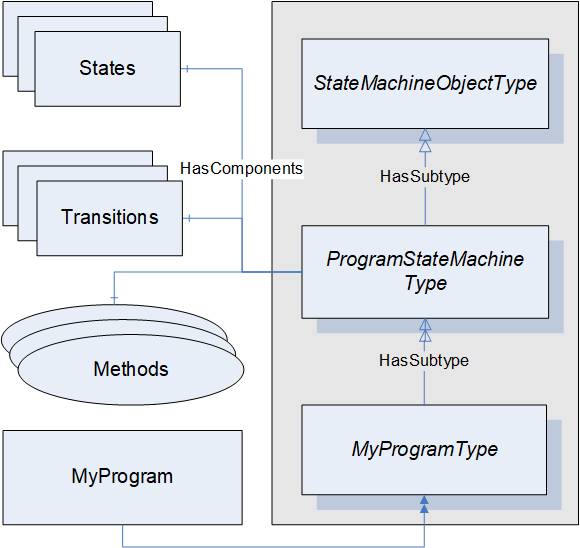 States
StateMachineObjectType
HasComponents
HasSubtype
Transitions
ProgramStateMachine
Type
HasSubtype
Methods
MyProgramType
MyProgram